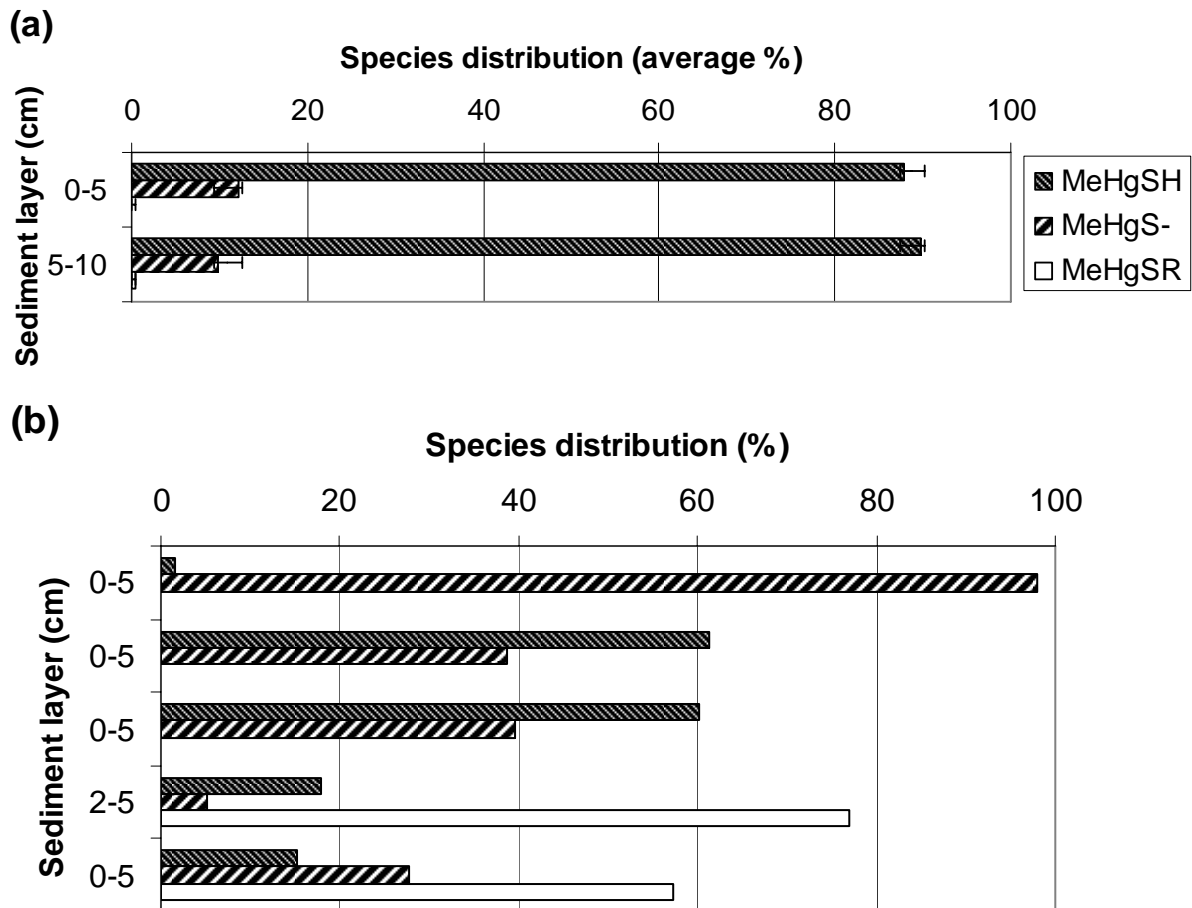 (a)
Species distribution (average %)
0 20 40 60 80 100
Sediment layer (cm)
0-5
5-10
MeHgSH
MeHgS-
MeHgSR
(b)
Species distribution (%)
0 20 40 60 80 100
Sediment layer (cm)
0-5
0-5
0-5
2-5
0-5